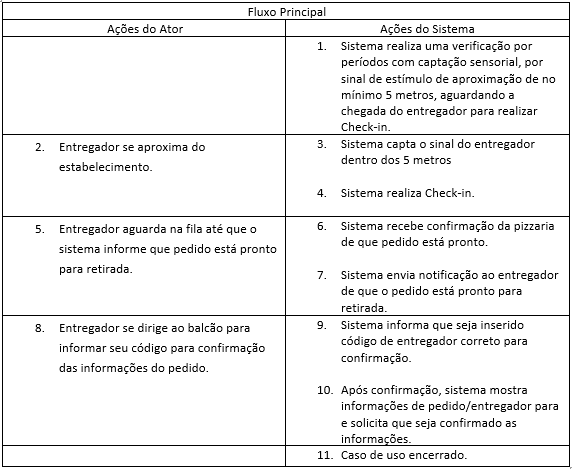 Fluxo Principal
Ações do Ator
Ações do Sistema
1. Sistema realiza uma verificação por
períodos com captação sensorial, por
sinal de estímulo de aproximação de no
mínimo 5 metros, aguardando a
chegada do entregador para realizar
Check-in.
2. Entregador se aproxima do
estabelecimento.
3. Sistema capta o sinal do entregador
dentro dos 5 metros
4. Sistema realiza Check-in.
5. Entregador aguarda na fila até que o
sistema informe que pedido está pronto
para retirada.
6. Sistema recebe confirmação da pizzaria
de que pedido está pronto.
7. Sistema envia notificação ao entregador
de que o pedido está pronto para
retirada.
8. Entregador se dirige ao balcão para
informar seu código para confirmação
das informações do pedido.
9. Sistema informa que seja inserido
código de entregador correto para
confirmação.
10. Após confirmação, sistema mostra
informações de pedido/entregador para
e solicita que seja confirmado as
informações.
11. Caso de uso encerrado.